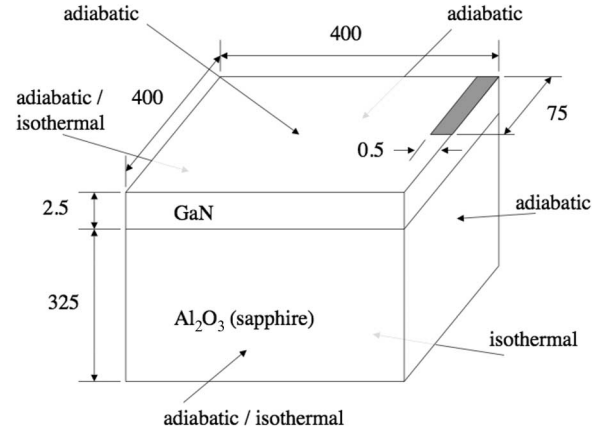 adiabatic
adiabatic
400
adiabatic /
isothermal
400
75
0.5
2.5
GaN
adiabatic
325
Al₂O₃ (sapphire)
isothermal
adiabatic / isothermal